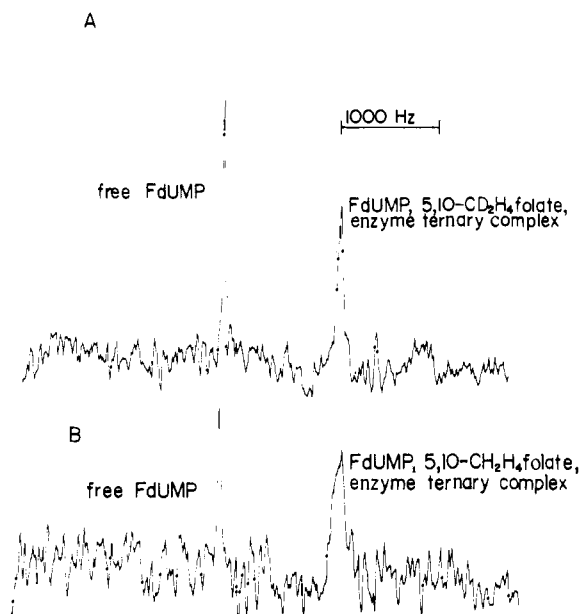 A
1000 Hz
free FdUMP
FdUMP, 5,10-CD₂H₄folate,
enzyme ternary complex
B
FdUMP, 5,10-CH₂H₄folate,
enzyme ternary complex
free FdUMP